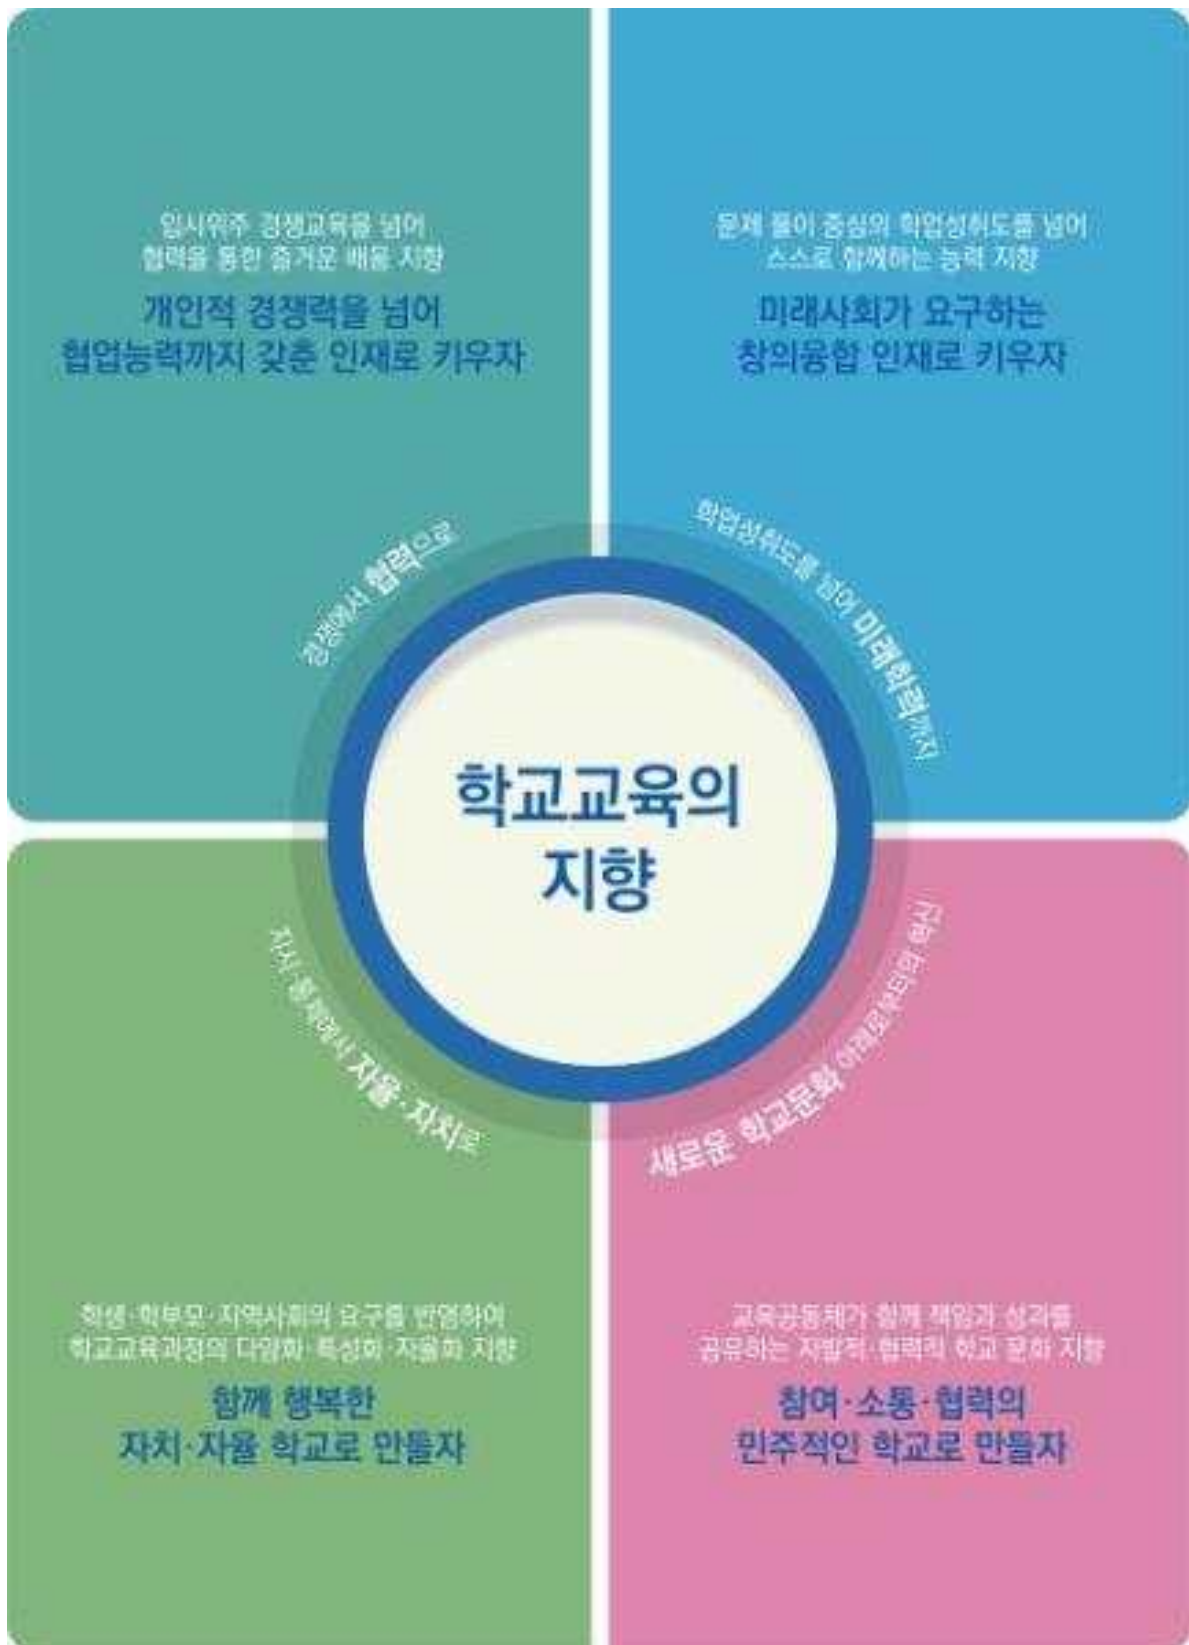 입시위주 경쟁교육을 넘어
협력을 통한 즐거운 배움 지향
개인적 경쟁력을 넘어
협업능력까지 갖춘 인재로 키우자
경쟁에서 협력으로
문제 풀이 중심의 학업성취도를 넘어
스스로 함께하는 능력 지향
미래사회가 요구하는
창의융합 인재로 키우자
학업성취도를 넘어 미래학력까지
학교교육의
지향
지시·통제에서 자율·자치로
학생·학부모·지역사회의 요구를 반영하여
학교교육과정의 다양화·특성화·자율화 지향
함께 행복한
자치·자율 학교로 만들자
새로운 학교문화 아래로부터의 혁신
교육공동체가 함께 책임과 성과를
공유하는 자발적·협력적 학교 문화 지향
참여·소통·협력의
민주적인 학교로 만들자